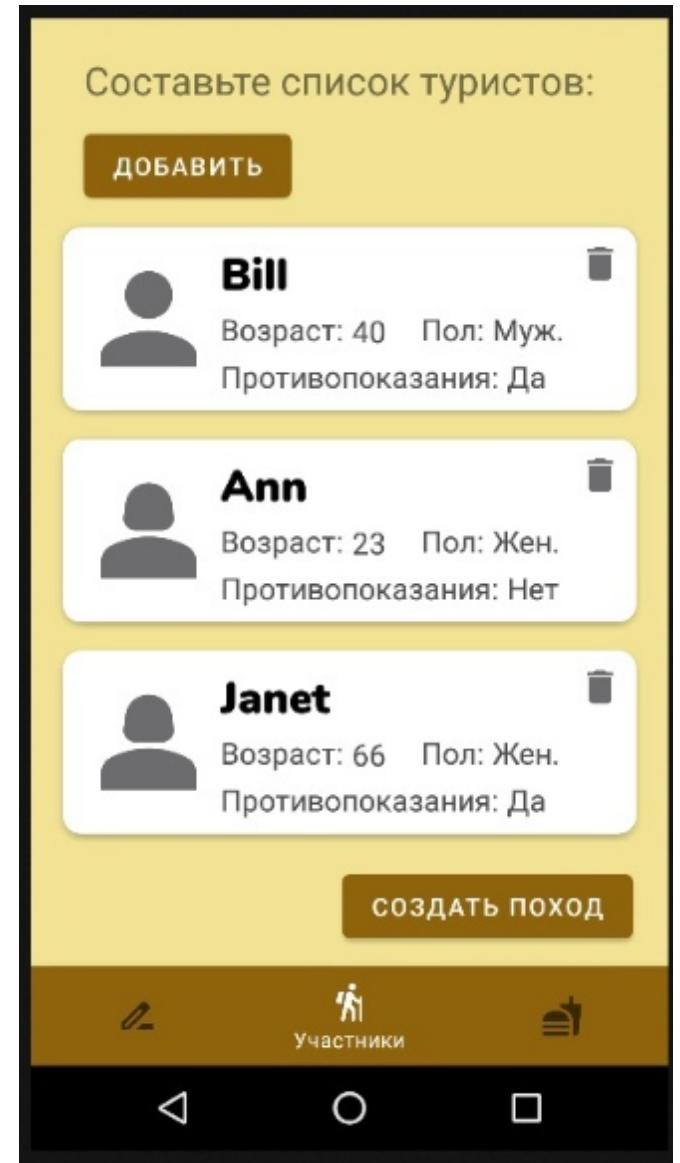 Составьте список туристов:
ДОБАВИТЬ
Bill
Возраст: 40 Пол: Муж.
Противопоказания: Да
Ann
Возраст: 23 Пол: Жен.
Противопоказания: Нет
Janet
Возраст: 66 Пол: Жен.
Противопоказания: Да
СОЗДАТЬ ПОХОД
Участники